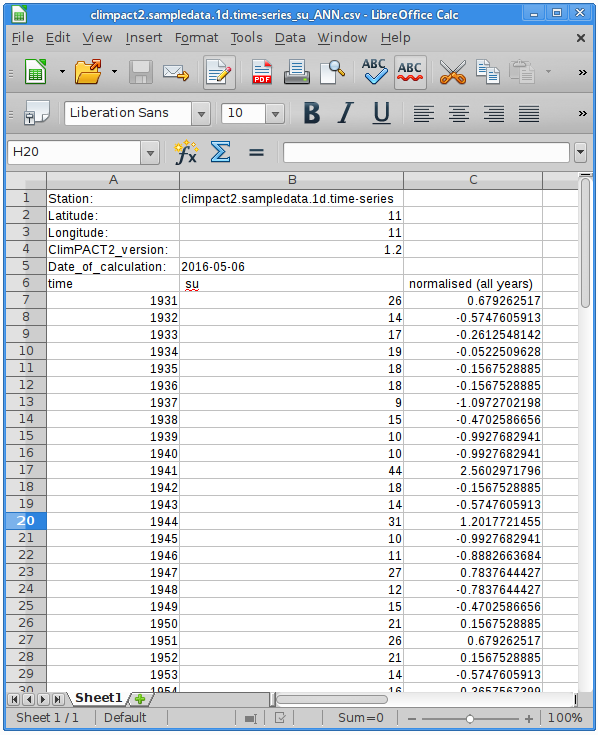 climpact2.sampledata.1d.time-series_su_ANN.csv - LibreOffice Calc
File Edit View Insert Format Tools Data Window Help
PDF ABC ABC
Liberation Sans 10 B I U
H20 fx Σ =
A B C
1 Station: climpact2.sampledata.1d.time-series
2 Latitude: 11
3 Longitude: 11
4 ClimPACT2_version: 1.2
5 Date_of_calculation: 2016-05-06
6 time su normalised (all years)
7 1931 26 0.679262517
8 1932 14 -0.5747605913
9 1933 17 -0.2612548142
10 1934 19 -0.0522509628
11 1935 18 -0.1567528885
12 1936 18 -0.1567528885
13 1937 9 -1.0972702198
14 1938 15 -0.4702586656
15 1939 10 -0.9927682941
16 1940 10 -0.9927682941
17 1941 44 2.5602971796
18 1942 18 -0.1567528885
19 1943 14 -0.5747605913
20 1944 31 1.2017721455
21 1945 10 -0.9927682941
22 1946 11 -0.8882663684
23 1947 27 0.7837644427
24 1948 12 -0.7837644427
25 1949 15 -0.4702586656
26 1950 21 0.1567528885
27 1951 26 0.679262517
28 1952 21 0.1567528885
29 1953 14 -0.5747605913
30 1954 16
Sheet1
Sheet 1 / 1 Default Sum=0 100%